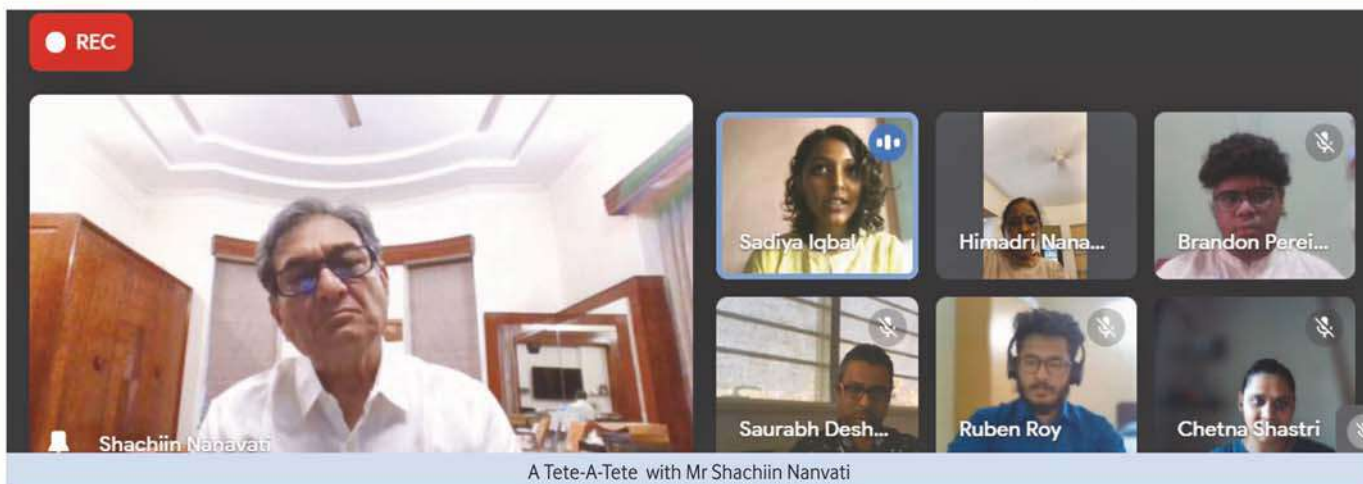 REC
Sadiya Iqbal
Himadri Nana...
Brandon Perei...
Shachiin Nanavati
Saurabh Desh...
Ruben Roy
Chetna Shastri
A Tete-A-Tete with Mr Shachiin Nanvati